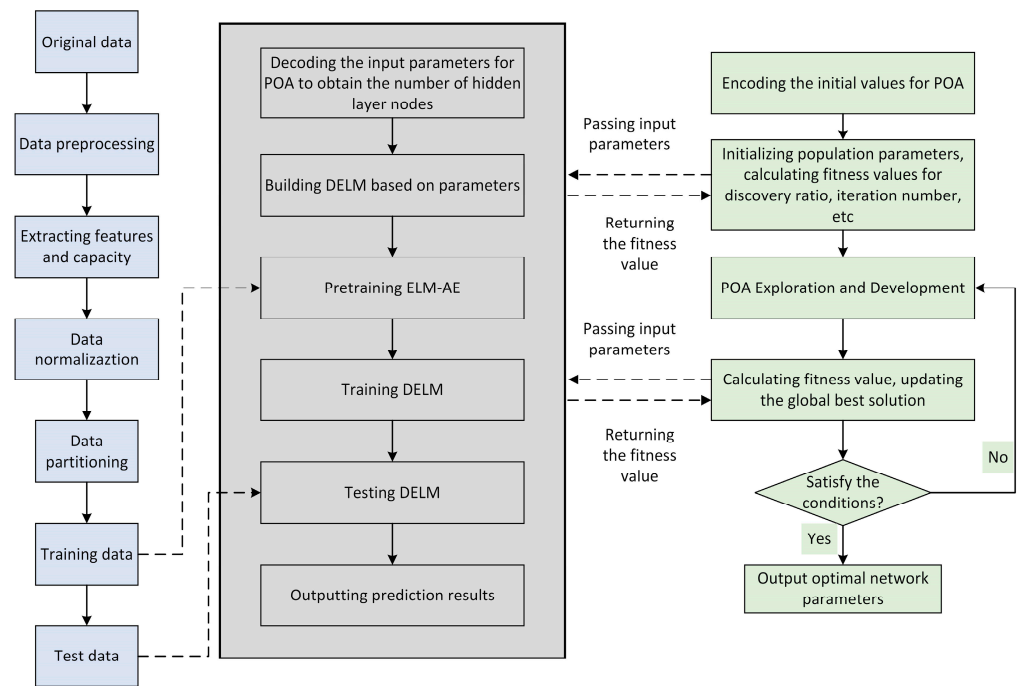 Original data
Data preprocessing
Extracting features
and capacity
Data
normalizaztion
Data
partitioning
Training data
Test data
Decoding the input parameters for
POA to obtain the number of hidden
layer nodes
Building DELM based on parameters
Pretraining ELM-AE
Training DELM
Testing DELM
Outputting prediction results
Passing input
parameters
Returning
the fitness
value
Passing input
parameters
Returning
the fitness
value
Encoding the initial values for POA
Initializing population parameters,
calculating fitness values for
discovery ratio, iteration number,
etc
POA Exploration and Development
Calculating fitness value, updating
the global best solution
Satisfy the
conditions?
No
Yes
Output optimal network
parameters